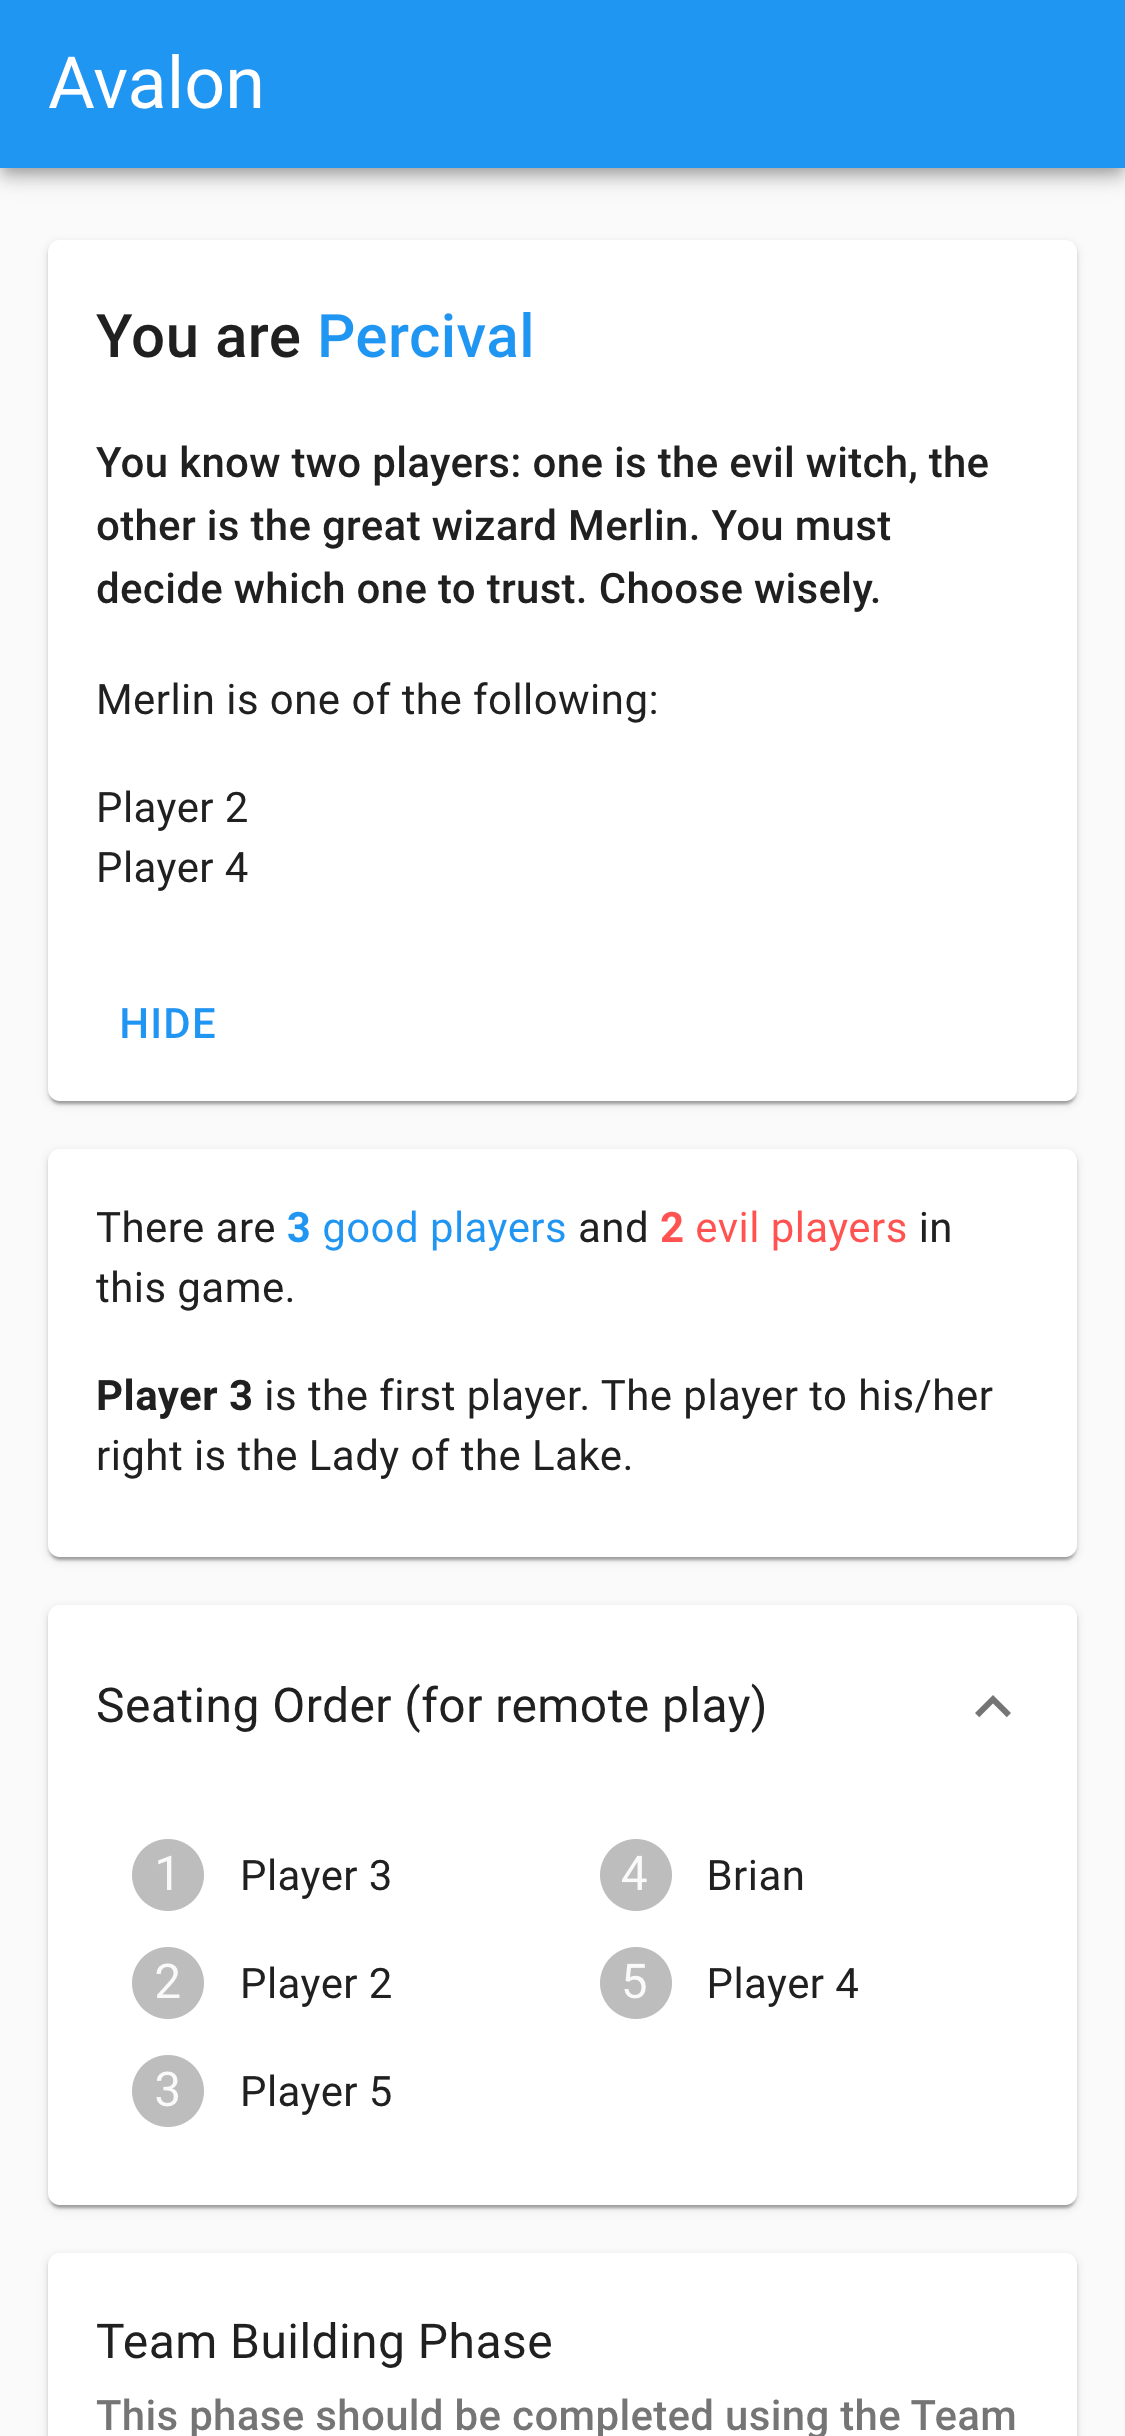 Avalon
You are Percival
You know two players: one is the evil witch, the
other is the great wizard Merlin. You must
decide which one to trust. Choose wisely.
Merlin is one of the following:
Player 2
Player 4
HIDE
There are 3 good players and 2 evil players in
this game.
Player 3 is the first player. The player to his/her
right is the Lady of the Lake.
Seating Order (for remote play)
1 Player 3
2 Player 2
3 Player 5
4 Brian
5 Player 4
Team Building Phase
This phase should be completed using the Team